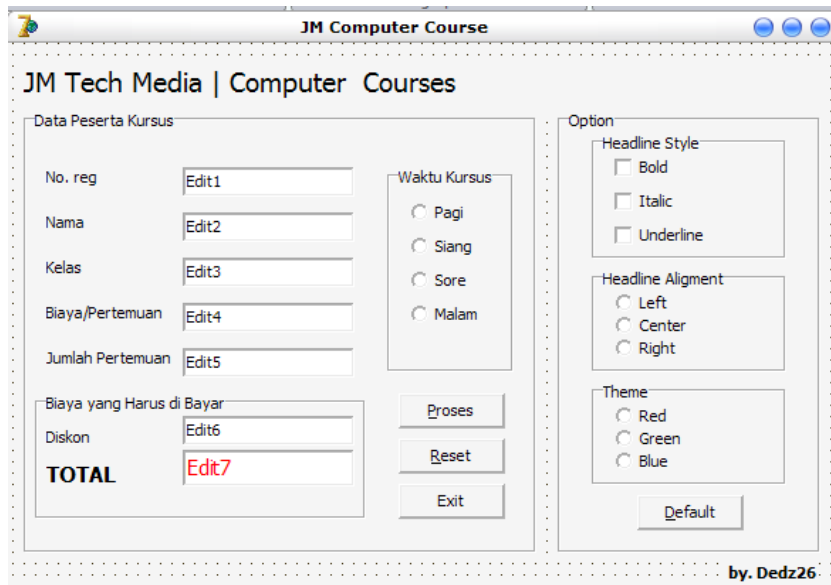 JM Computer Course
JM Tech Media | Computer Courses
Data Peserta Kursus
No. reg Edit1
Nama Edit2
Kelas Edit3
Biaya/Pertemuan Edit4
Jumlah Pertemuan Edit5
Waktu Kursus
Pagi
Siang
Sore
Malam
Biaya yang Harus di Bayar
Diskon Edit6
TOTAL Edit7
Proses
Reset
Exit
Option
Headline Style
Bold
Italic
Underline
Headline Aligment
Left
Center
Right
Theme
Red
Green
Blue
Default
by. Dedz26